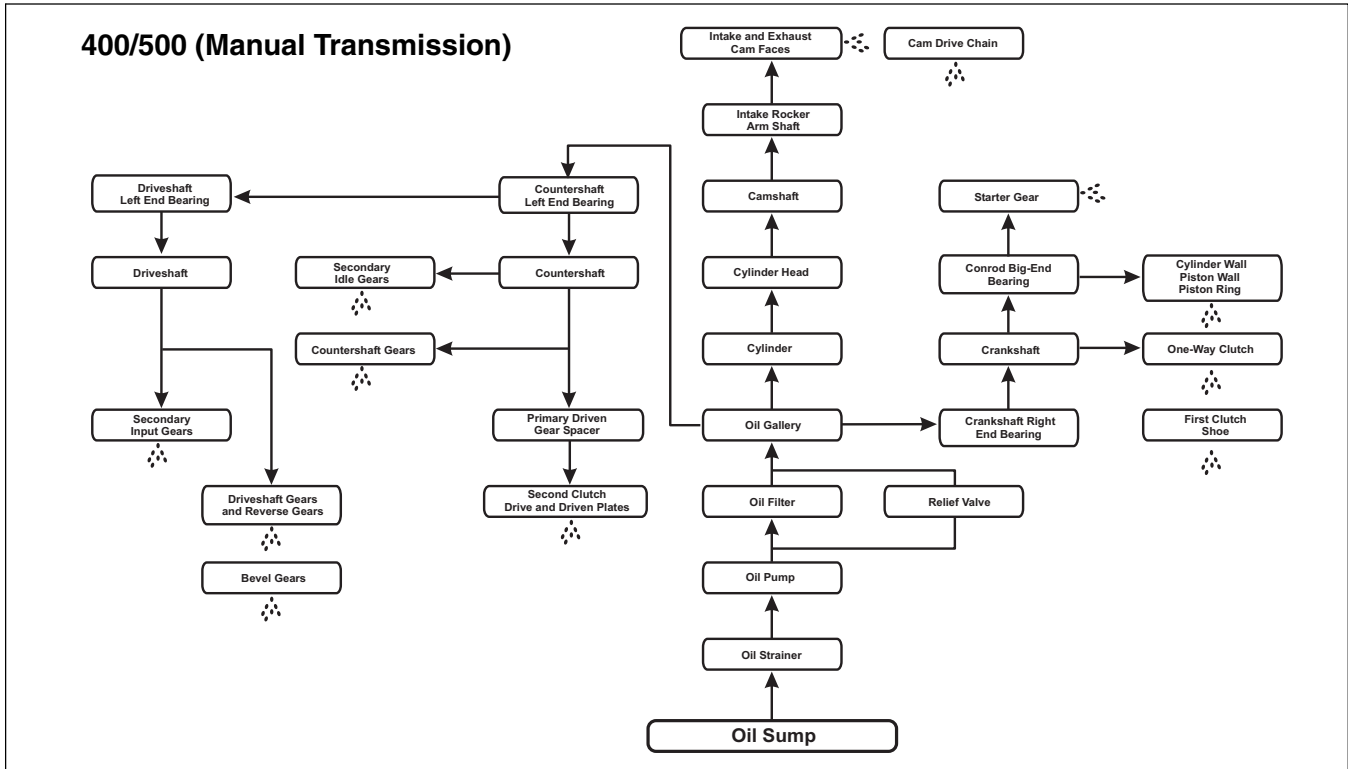 400/500 (Manual Transmission)
Intake and Exhaust
Cam Faces
Cam Drive Chain
Intake Rocker
Arm Shaft
Driveshaft
Left End Bearing
Countershaft
Left End Bearing
Camshaft
Starter Gear
Driveshaft
Secondary
Idle Gears
Countershaft
Cylinder Head
Conrod Big-End
Bearing
Cylinder Wall
Piston Wall
Piston Ring
Countershaft Gears
Cylinder
Crankshaft
One-Way Clutch
Secondary
Input Gears
Primary Driven
Gear Spacer
Oil Gallery
Crankshaft Right
End Bearing
First Clutch
Shoe
Driveshaft Gears
and Reverse Gears
Second Clutch
Drive and Driven Plates
Oil Filter
Relief Valve
Bevel Gears
Oil Pump
Oil Strainer
Oil Sump